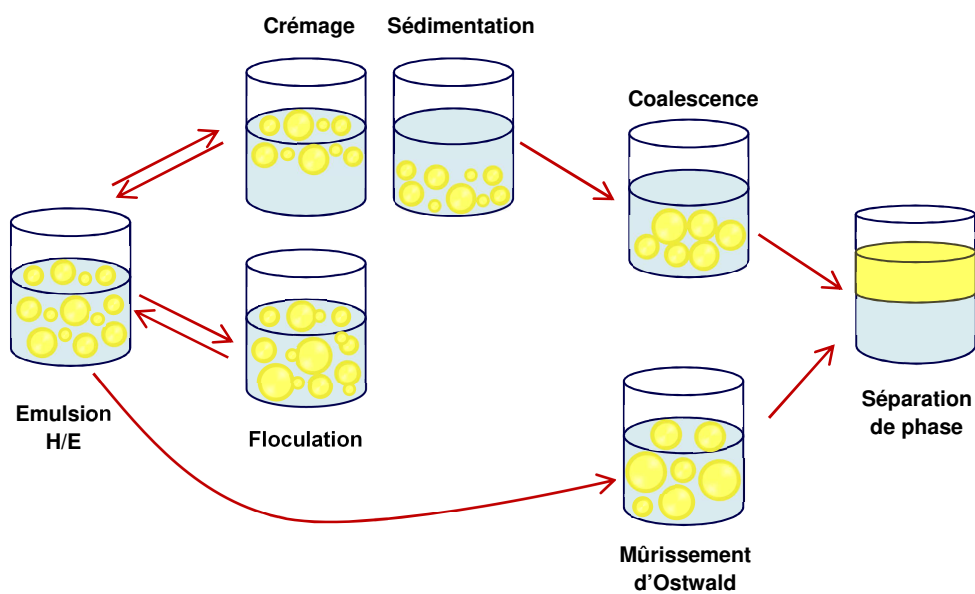 Crémage
Sédimentation
Coalescence
Emulsion
H/E
Floculation
Séparation
de phase
Mûrissement
d'Ostwald